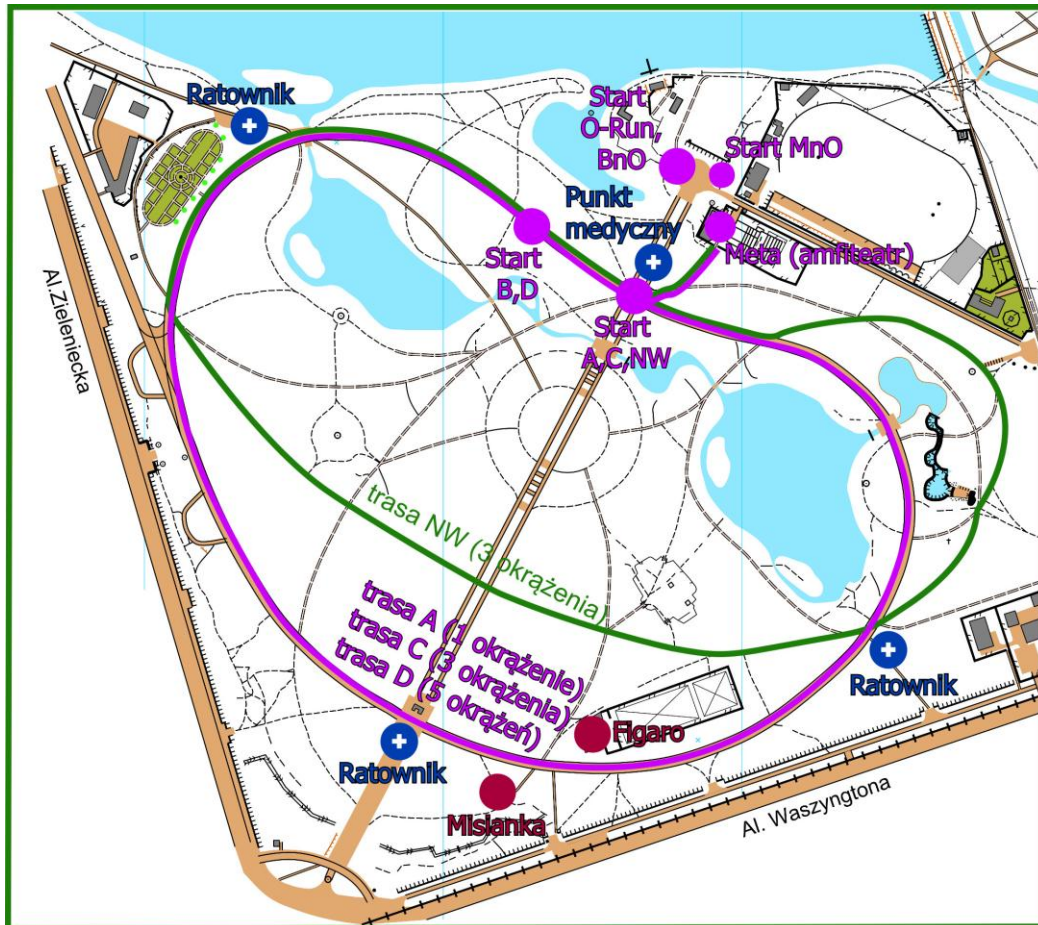 Ratownik
Start
O-Run,
BnO
Start MnO
Punkt
medyczny
Start
B,D
Meta (amfiteatr)
Start
A,C,NW
Al.Zieleniecka
trasa NW (3 okrążenia)
trasa A (1 okrążenie)
trasa C (3 okrążenia)
trasa D (5 okrążeń)
Ratownik
Figaro
Ratownik
Misianka
Al. Waszyngtona